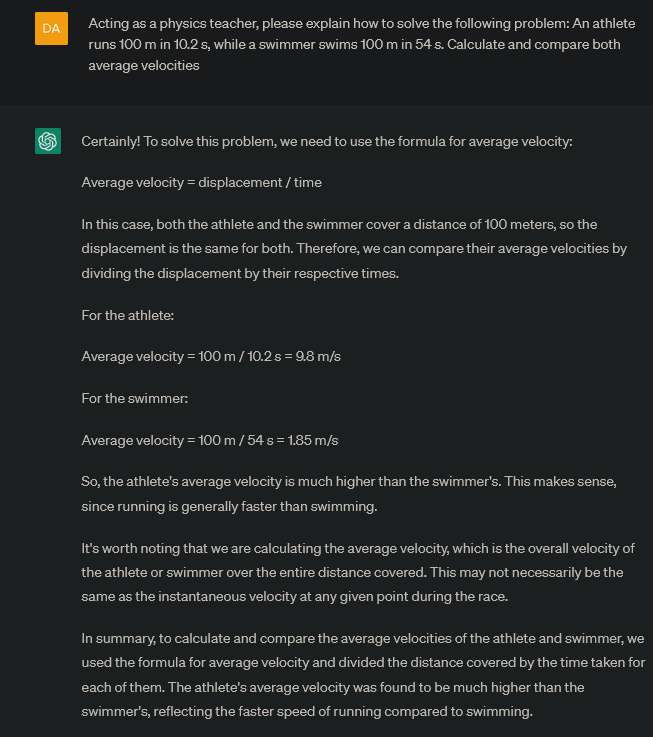 DA
Acting as a physics teacher, please explain how to solve the following problem: An athlete
runs 100 m in 10.2 s, while a swimmer swims 100 m in 54 s. Calculate and compare both
average velocities
Certainly! To solve this problem, we need to use the formula for average velocity:
Average velocity = displacement / time
In this case, both the athlete and the swimmer cover a distance of 100 meters, so the
displacement is the same for both. Therefore, we can compare their average velocities by
dividing the displacement by their respective times.
For the athlete:
Average velocity = 100 m / 10.2 s = 9.8 m/s
For the swimmer:
Average velocity = 100 m / 54 s = 1.85 m/s
So, the athlete's average velocity is much higher than the swimmer's. This makes sense,
since running is generally faster than swimming.
It's worth noting that we are calculating the average velocity, which is the overall velocity of
the athlete or swimmer over the entire distance covered. This may not necessarily be the
same as the instantaneous velocity at any given point during the race.
In summary, to calculate and compare the average velocities of the athlete and swimmer, we
used the formula for average velocity and divided the distance covered by the time taken for
each of them. The athlete's average velocity was found to be much higher than the
swimmer's, reflecting the faster speed of running compared to swimming.